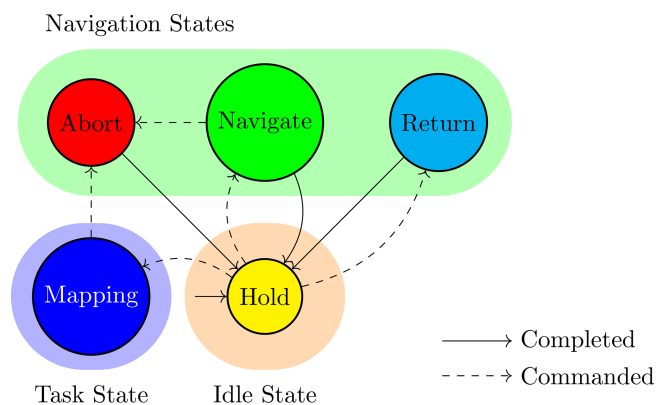 Navigation States
Abort
Navigate
Return
Mapping
Hold
Completed
Commanded
Task State
Idle State